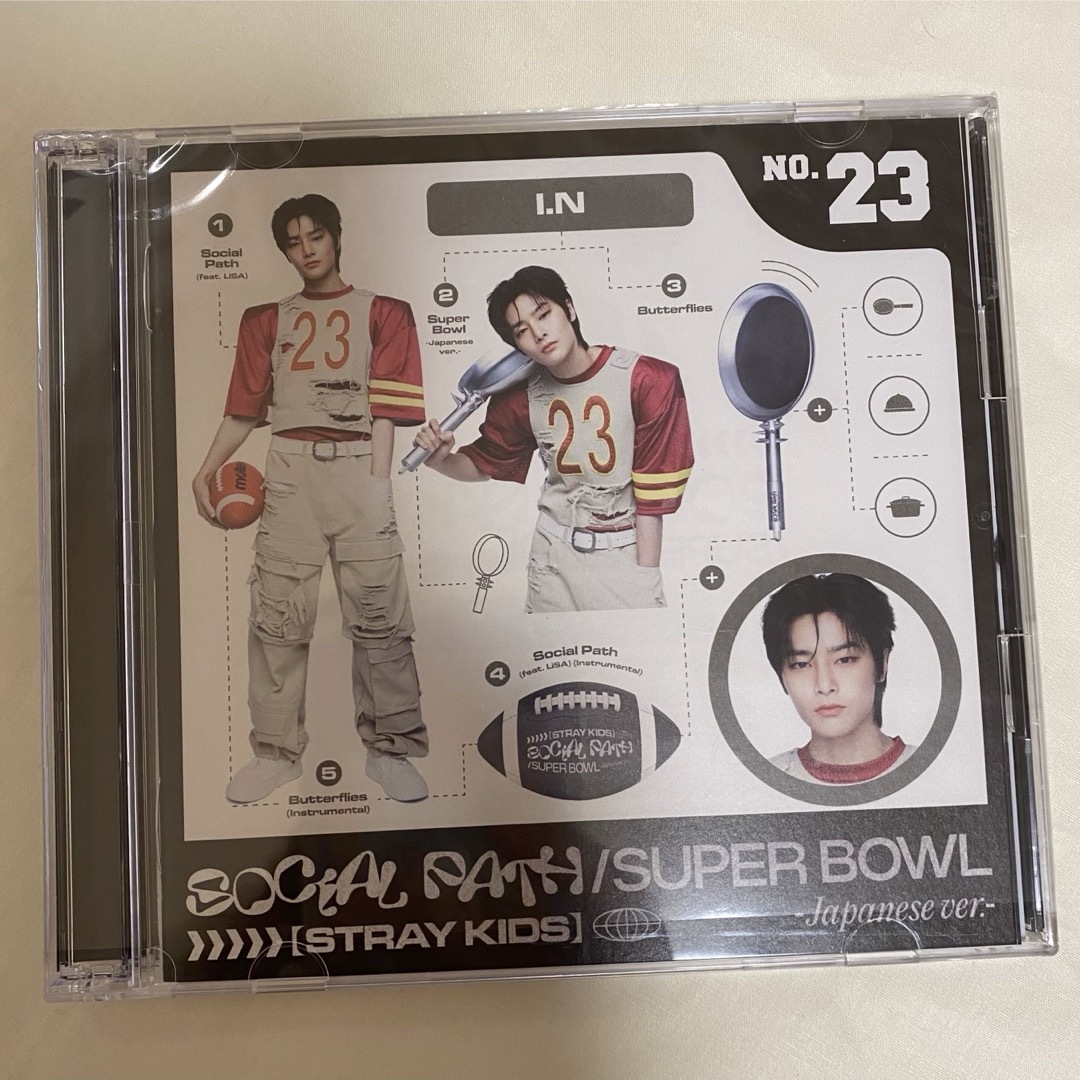 NO. 23
I.N
1
Social
Path
(feat. LiSA)
2
Super
Bowl
-Japanese
ver.-
3
Butterflies
23
23
+
+
4
Social Path
(feat. LiSA) (Instrumental)
[STRAY KIDS]
SOCIAL PATH
/SUPER BOWL
5
Butterflies
(Instrumental)
SOCIAL PATH/SUPER BOWL
-Japanese ver.-
[STRAY KIDS]